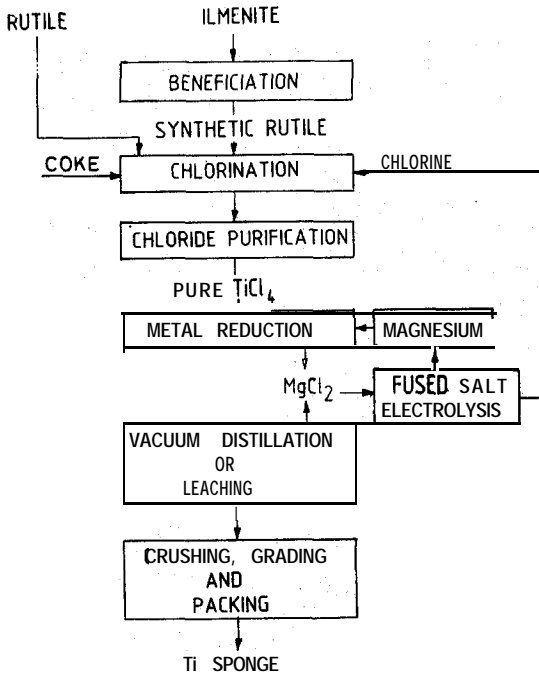 RUTILE
ILMENITE
BENEFICIATION
SYNTHETIC RUTILE
COKE
CHLORINATION
CHLORINE
CHLORIDE PURIFICATION
PURE TiCl4
METAL REDUCTION
MAGNESIUM
MgCl2
FUSED SALT
ELECTROLYSIS
VACUUM DISTILLATION
OR
LEACHING
CRUSHING, GRADING
AND
PACKING
Ti SPONGE